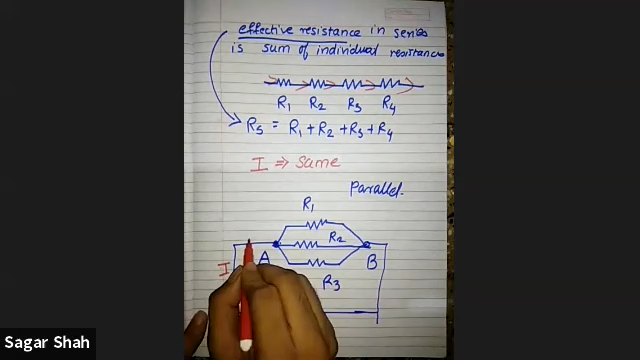 effective resistance in series
is sum of individual resistance
R1 R2 R3 R4
RS = R1 + R2 + R3 + R4
I ⇒ Same
Parallel.
R1
R2
I A B
R3
Sagar Shah